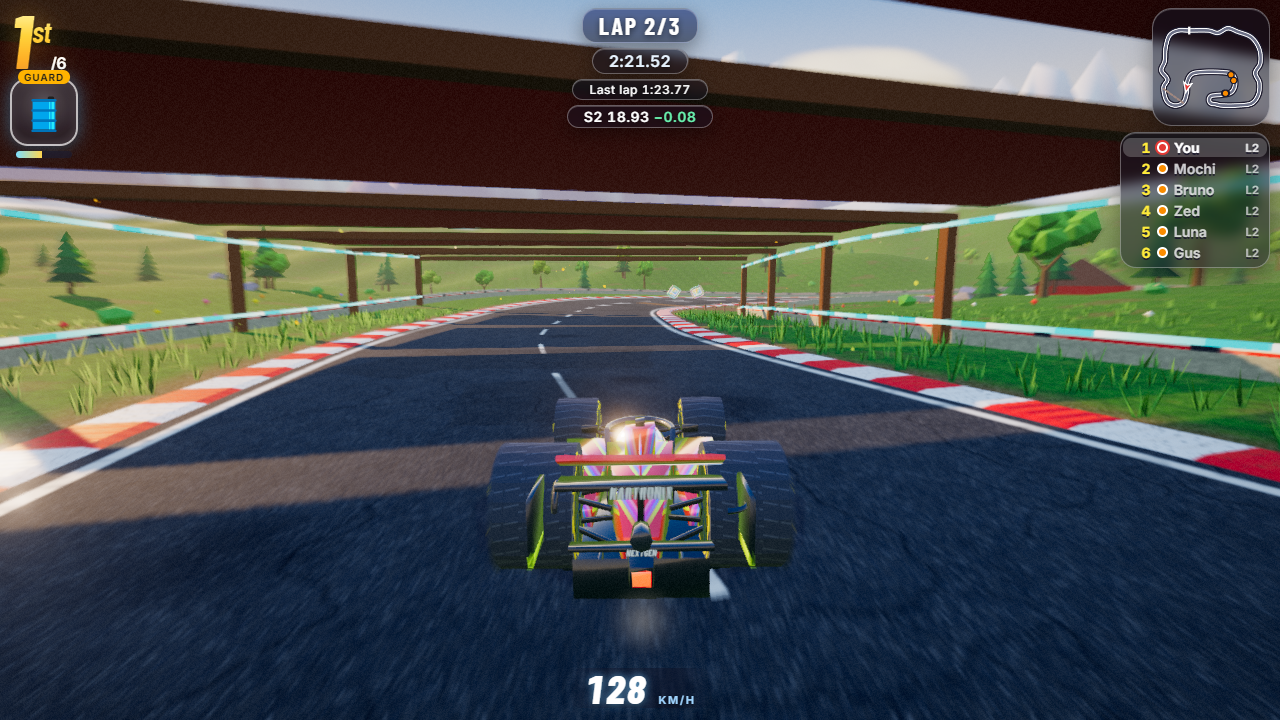 1st
/6
GUARD
LAP 2/3
2:21.52
Last lap 1:23.77
S2 18.93 −0.08
1 You L2
2 Mochi L2
3 Bruno L2
4 Zed L2
5 Luna L2
6 Gus L2
NEXTGEN
128 KM/H